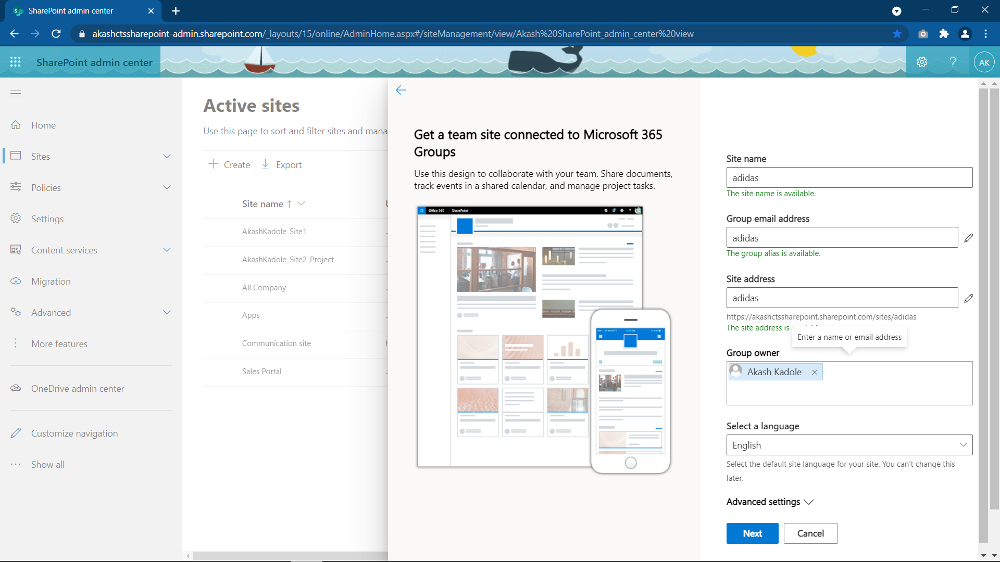 SharePoint admin center
akashctssharepoint-admin.sharepoint.com/_layouts/15/online/AdminHome.aspx#/siteManagement/view/Akash%20SharePoint_admin_center%20view
SharePoint admin center
AK
Home
Sites
Policies
Settings
Content services
Migration
Advanced
More features
OneDrive admin center
Customize navigation
Show all
Active sites
Use this page to sort and filter sites and mana
Create
Export
Site name
AkashKadole_Site1
AkashKadole_Site2_Project
All Company
Apps
Communication site
Sales Portal
Get a team site connected to Microsoft 365
Groups
Use this design to collaborate with your team. Share documents,
track events in a shared calendar, and manage project tasks.
Office 365 SharePoint
Site name
adidas
The site name is available.
Group email address
adidas
The group alias is available.
Site address
adidas
https://akashctssharepoint.sharepoint.com/sites/adidas
The site address is
Enter a name or email address
Group owner
Akash Kadole
Select a language
English
Select the default site language for your site. You can't change this
later.
Advanced settings
Next
Cancel